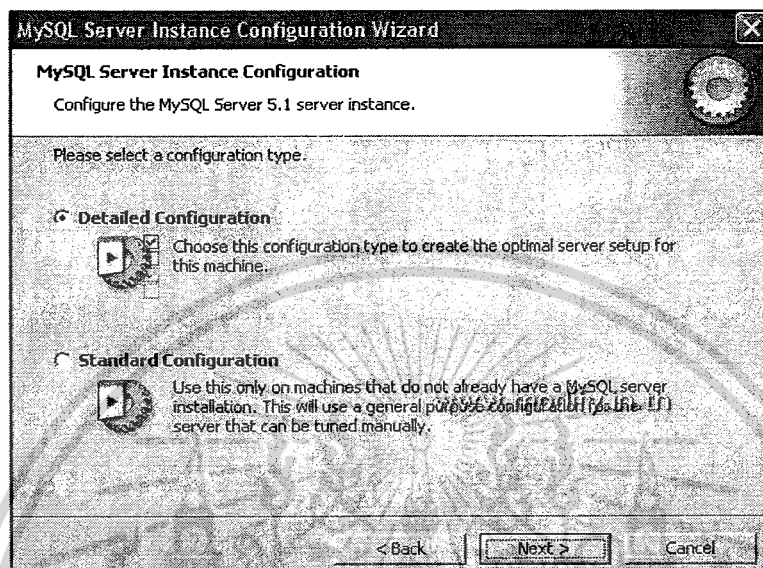 MySQL Server Instance Configuration Wizard
MySQL Server Instance Configuration
Configure the MySQL Server 5.1 server instance.
Please select a configuration type.
Detailed Configuration
Choose this configuration type to create the optimal server setup for
this machine.
Standard Configuration
Use this only on machines that do not already have a MySQL server
installation. This will use a general purpose configuration for the
server that can be tuned manually.
< Back
Next >
Cancel